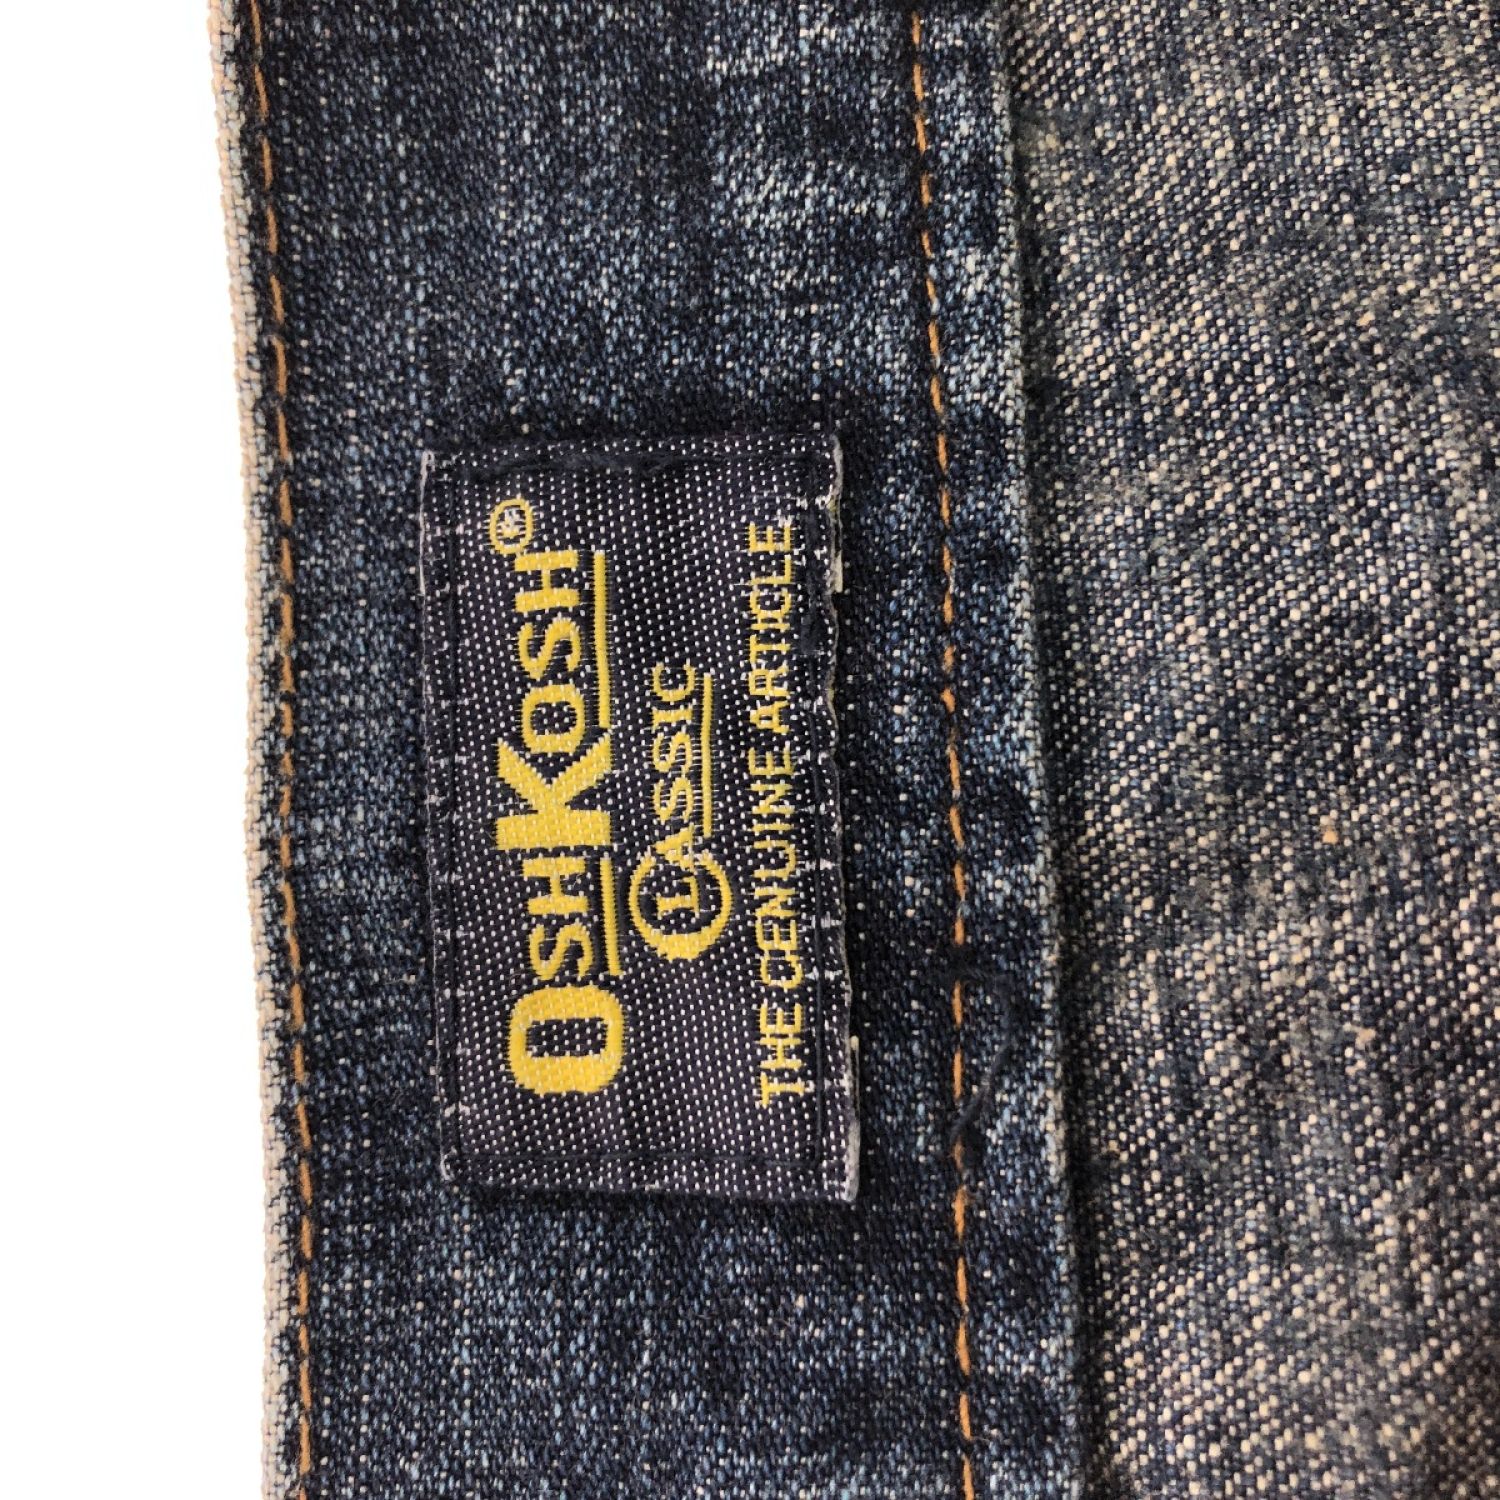 OSHKOSH®
CLASSIC
THE GENUINE ARTICLE